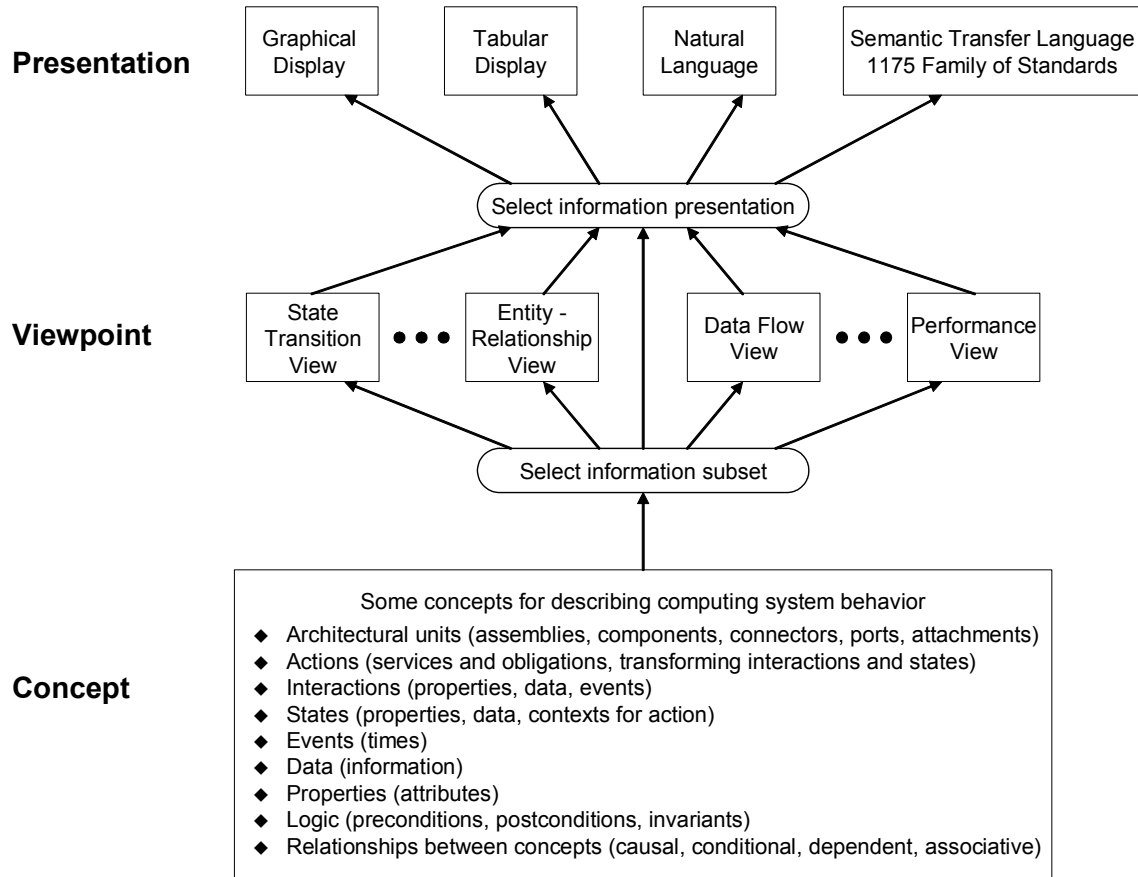 Presentation
Graphical
Display
Tabular
Display
Natural
Language
Semantic Transfer Language
1175 Family of Standards
Select information presentation
Viewpoint
State
Transition
View
Entity -
Relationship
View
Data Flow
View
Performance
View
Select information subset
Concept
Some concepts for describing computing system behavior
◆ Architectural units (assemblies, components, connectors, ports, attachments)
◆ Actions (services and obligations, transforming interactions and states)
◆ Interactions (properties, data, events)
◆ States (properties, data, contexts for action)
◆ Events (times)
◆ Data (information)
◆ Properties (attributes)
◆ Logic (preconditions, postconditions, invariants)
◆ Relationships between concepts (causal, conditional, dependent, associative)